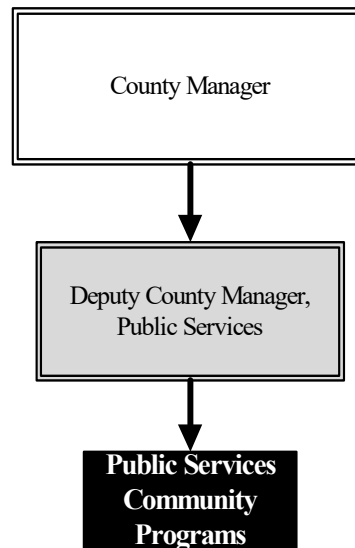 County Manager
Deputy County Manager,
Public Services
Public Services
Community
Programs